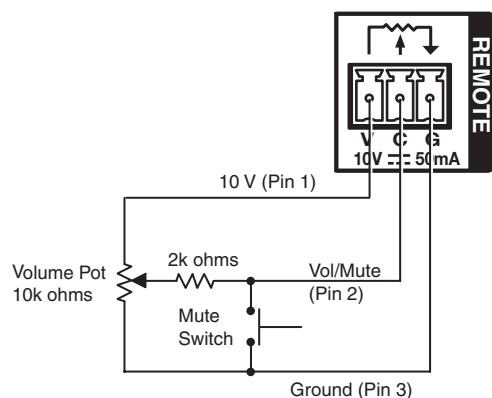 REMOTE
V C G
10V ⎓ 50mA
10 V (Pin 1)
Volume Pot
10k ohms
2k ohms
Vol/Mute
(Pin 2)
Mute
Switch
Ground (Pin 3)